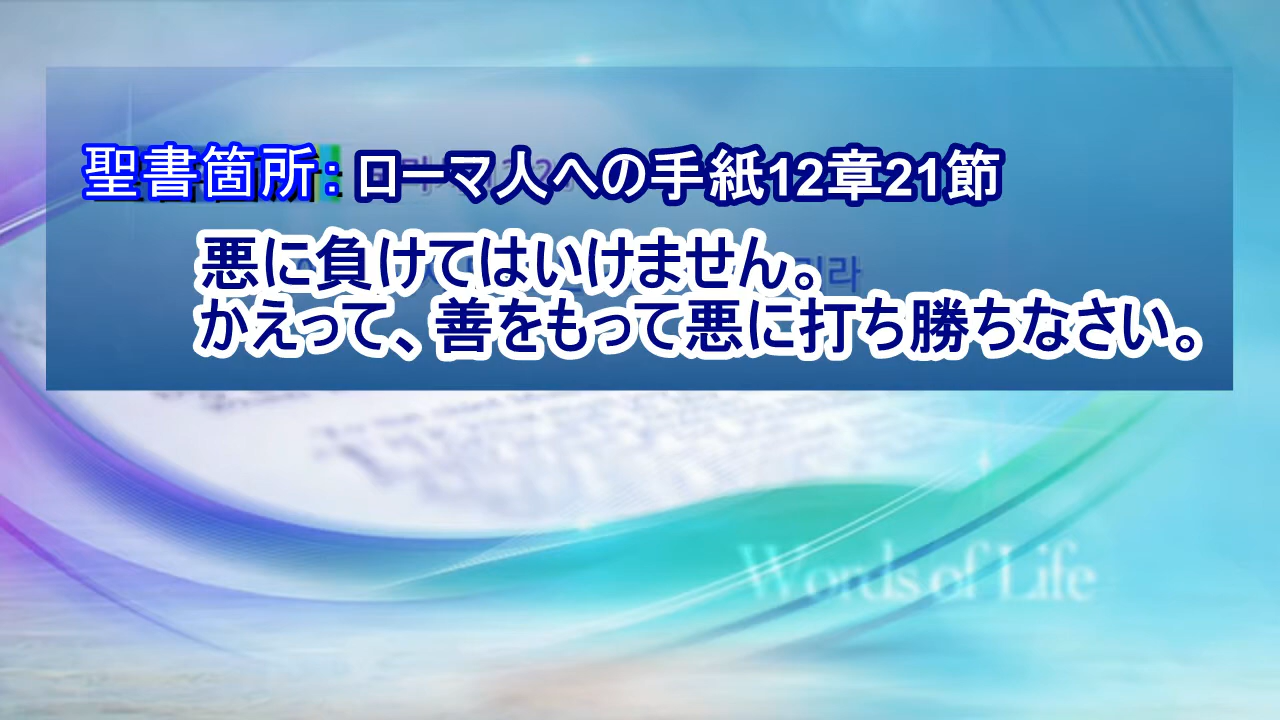 聖書箇所: ローマ人への手紙12章21節
悪に負けてはいけません。
かえって、善をもって悪に打ち勝ちなさい。
Words of Life